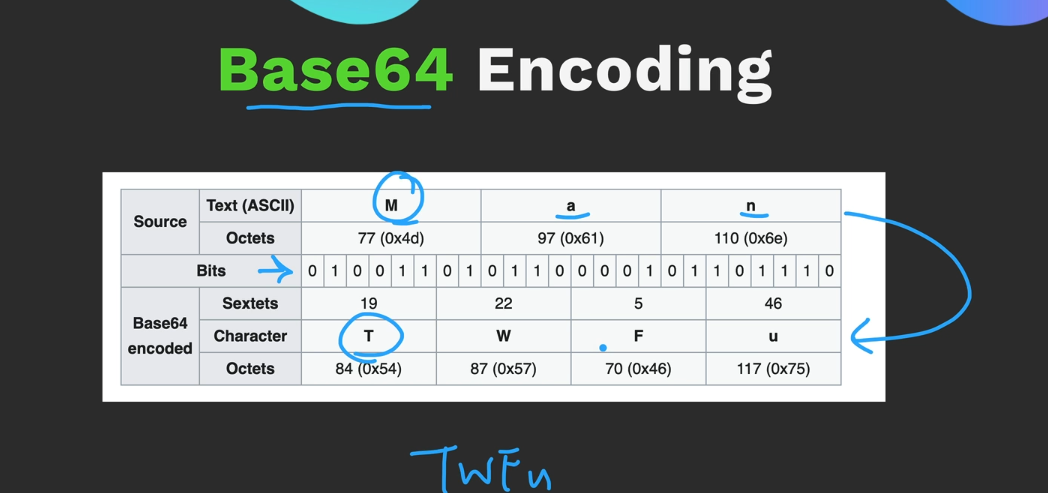 Base64 Encoding
Source Text (ASCII) M a n
Octets 77 (0x4d) 97 (0x61) 110 (0x6e)
Bits 0 1 0 0 1 1 0 1 0 1 1 0 0 0 0 1 0 1 1 0 1 1 1 0
Base64 encoded Sextets 19 22 5 46
Character T W F u
Octets 84 (0x54) 87 (0x57) 70 (0x46) 117 (0x75)
TWFu